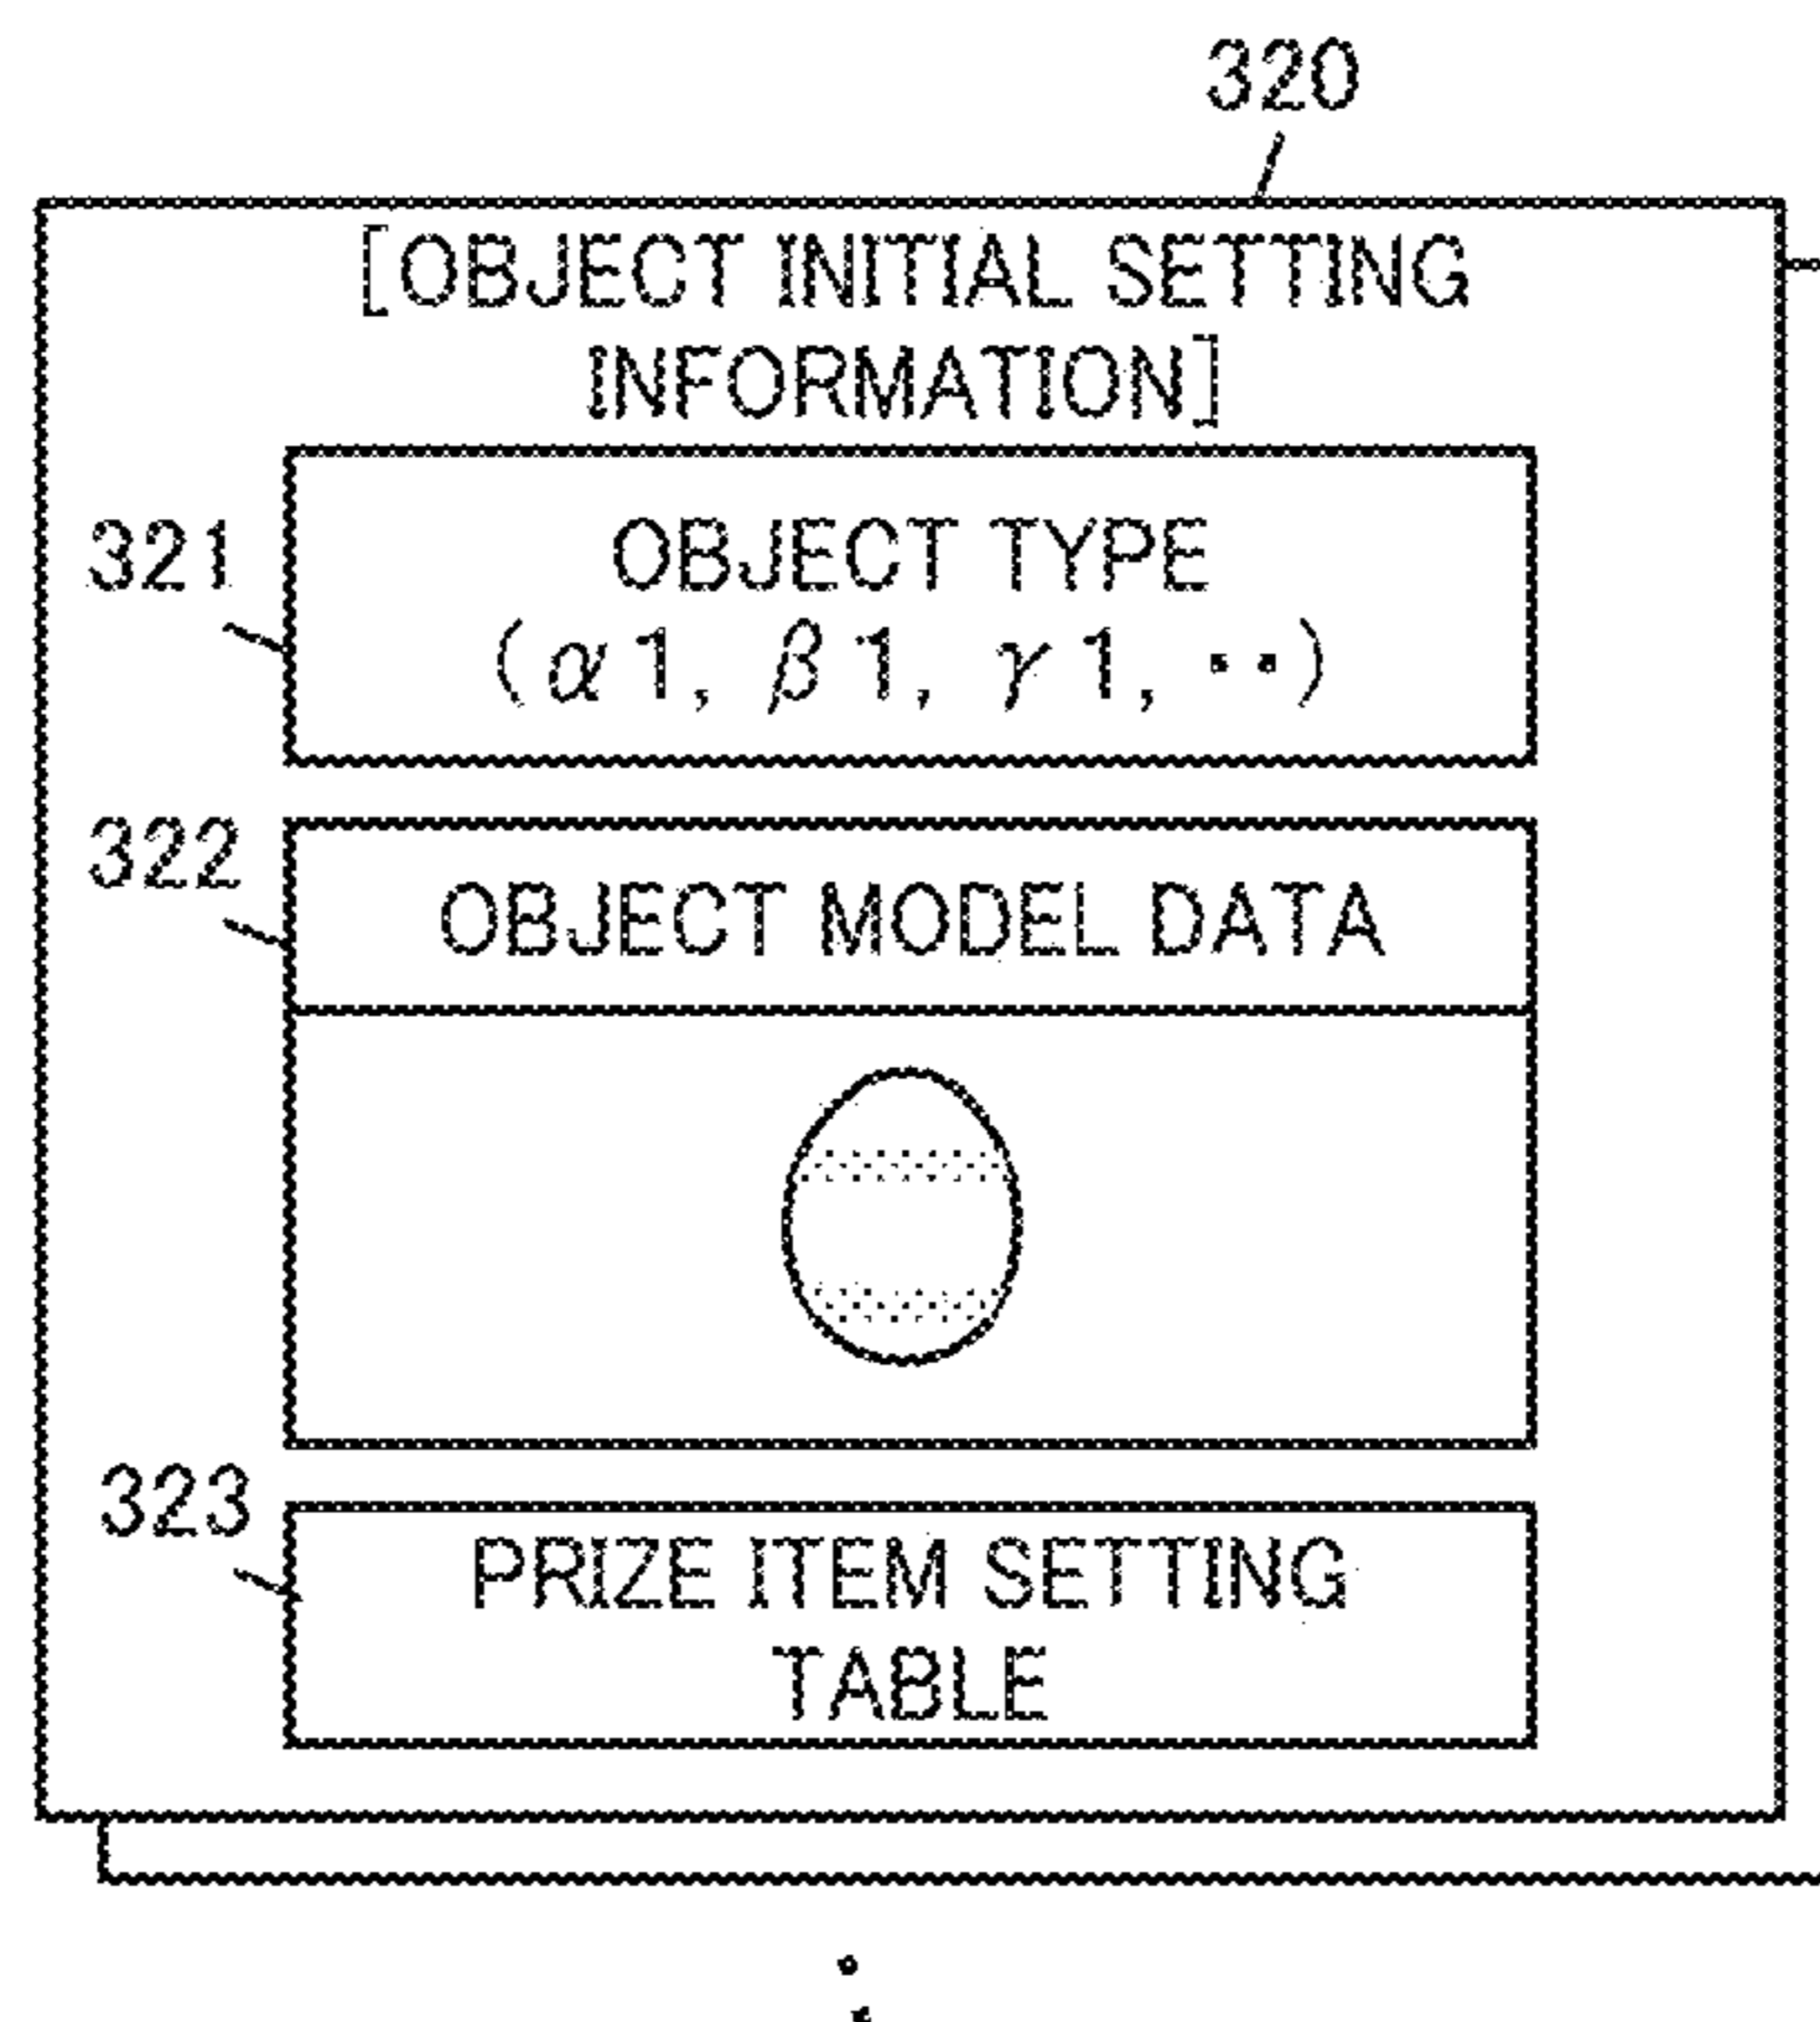 320
[OBJECT INITIAL SETTING
INFORMATION]
321
OBJECT TYPE
(α1, β1, γ1, ··)
322
OBJECT MODEL DATA
323
PRIZE ITEM SETTING
TABLE